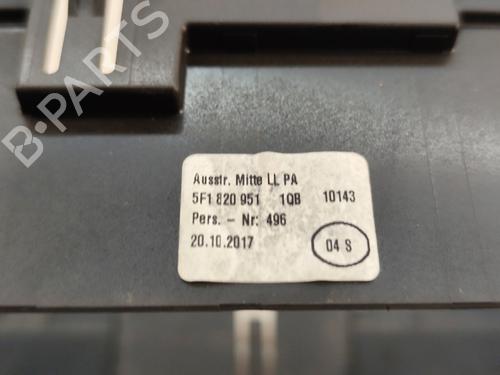 B-PARTS
Ausstr. Mitte LL PA
5F1 820 951 1QB 10143
Pers. - Nr: 496
20.10.2017 04 S